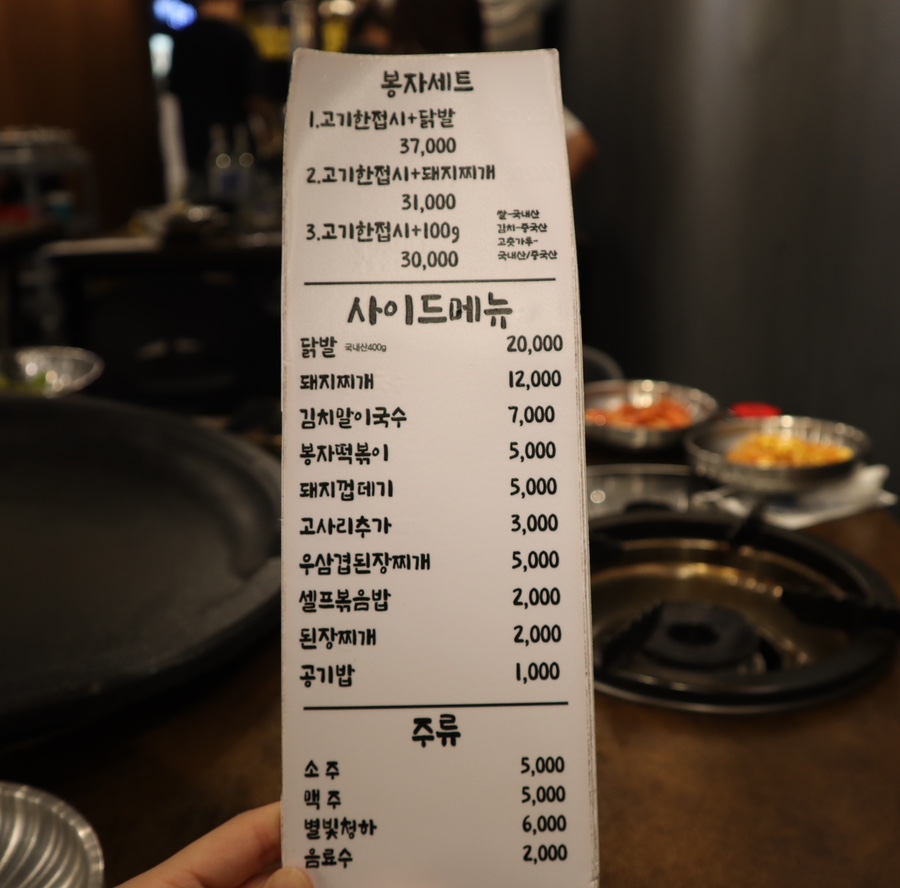 봉자세트
1.고기한접시+닭발
37,000
2.고기한접시+돼지찌개
31,000
3.고기한접시+100g
30,000
쌀-국내산
김치-중국산
고춧가루-
국내산/중국산
사이드메뉴
닭발 국내산400g 20,000
돼지찌개 12,000
김치말이국수 7,000
봉자떡볶이 5,000
돼지껍데기 5,000
고사리추가 3,000
우삼겹된장찌개 5,000
셀프볶음밥 2,000
된장찌개 2,000
공기밥 1,000
주류
소주 5,000
맥주 5,000
별빛청하 6,000
음료수 2,000